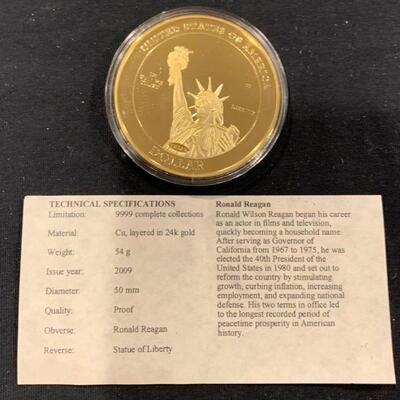 UNITED STATES OF AMERICA
DOLLAR
TECHNICAL SPECIFICATIONS
Limitation: 9999 complete collections
Material: Cu, layered in 24k gold
Weight: 54 g
Issue year: 2009
Diameter: 50 mm
Quality: Proof
Obverse: Ronald Reagan
Reverse: Statue of Liberty
Ronald Reagan
Ronald Wilson Reagan began his career
as an actor in films and television,
quickly becoming a household name.
After serving as Governor of
California from 1967 to 1975, he was
elected the 40th President of the
United States in 1980 and set out to
reform the country by stimulating
growth, curbing inflation, increasing
employment, and expanding national
defense. His two terms in office led
to the longest recorded period of
peacetime prosperity in American
history.